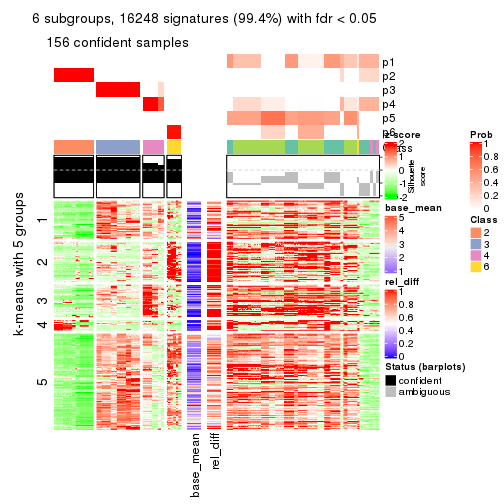 6 subgroups, 16248 signatures (99.4%) with fdr < 0.05
156 confident samples
p1
p2
p3
p4
p5
p6
Class
z_score
2
1
0
-1
-2
Silhouette
score
Prob
1
0.8
0.6
0.4
0.2
0
base_mean
5
4
3
2
1
Class
2
3
4
6
rel_diff
1
0.8
0.6
0.4
0.2
0
Status (barplots)
confident
ambiguous
k-means with 5 groups
1
2
3
4
5
base_mean
rel_diff